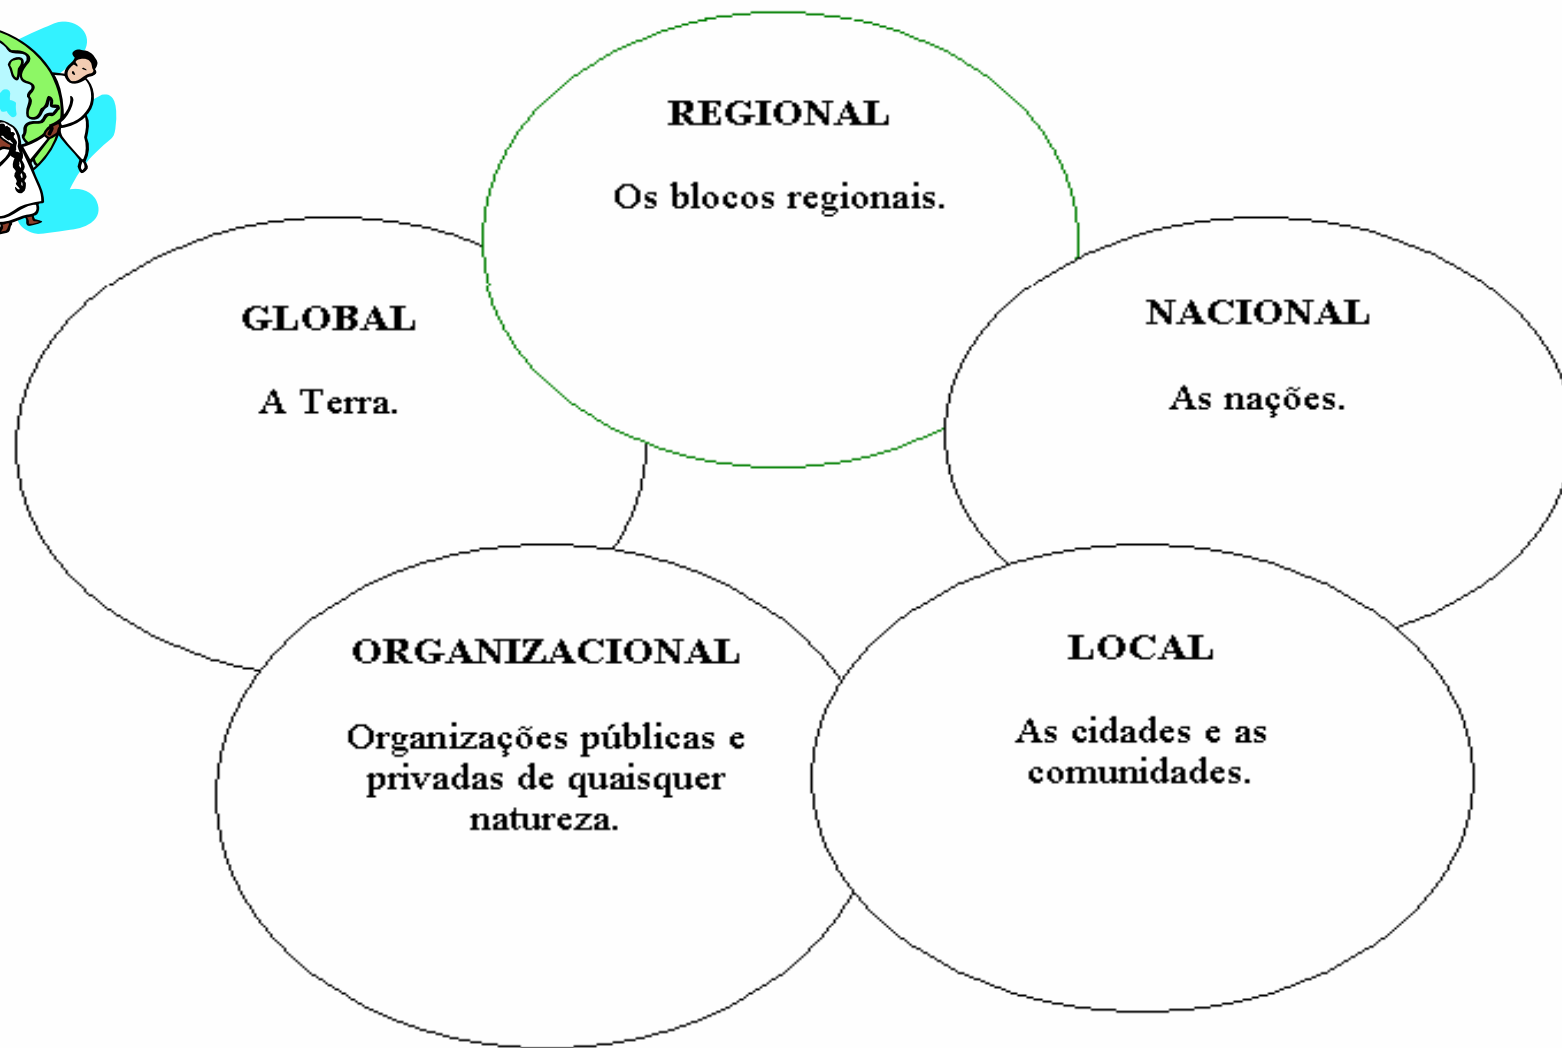 REGIONAL
Os blocos regionais.
GLOBAL
A Terra.
NACIONAL
As nações.
ORGANIZACIONAL
Organizações públicas e
privadas de quaisquer
natureza.
LOCAL
As cidades e as
comunidades.